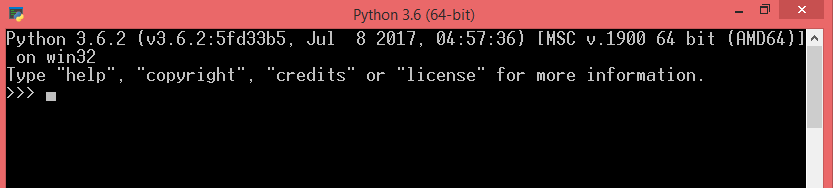 Python 3.6 (64-bit)
Python 3.6.2 (v3.6.2:5fd33b5, Jul  8 2017, 04:57:36) [MSC v.1900 64 bit (AMD64)]
 on win32
Type "help", "copyright", "credits" or "license" for more information.
>>>